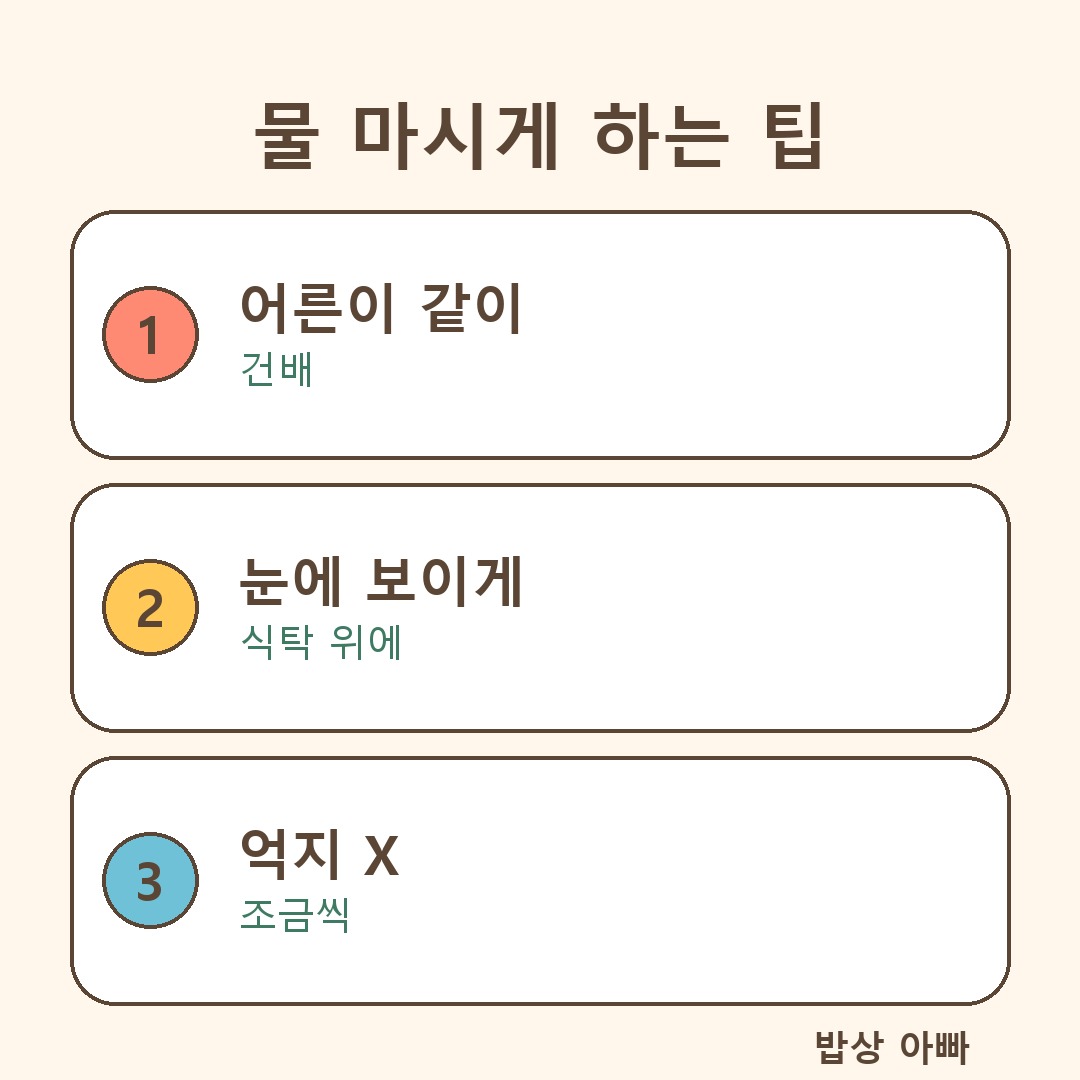 물 마시게 하는 팁
1
어른이 같이
건배
2
눈에 보이게
식탁 위에
3
억지 X
조금씩
밥상 아빠